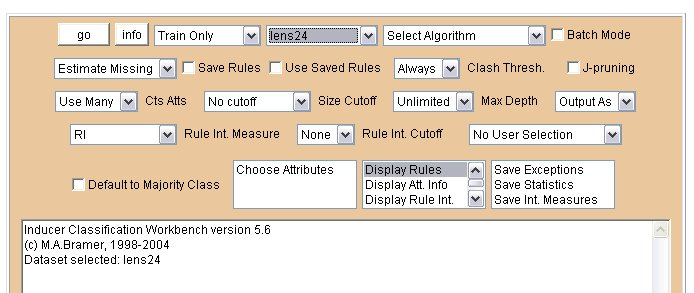 go info Train Only lens24 Select Algorithm Batch Mode
Estimate Missing Save Rules Use Saved Rules Always Clash Thresh. J-pruning
Use Many Cts Atts No cutoff Size Cutoff Unlimited Max Depth Output As
RI Rule Int. Measure None Rule Int. Cutoff No User Selection
Default to Majority Class
Choose Attributes
Display Rules
Display Att. Info
Display Rule Int.
Save Exceptions
Save Statistics
Save Int. Measures
Inducer Classification Workbench version 5.6
(c) M.A.Bramer, 1998-2004
Dataset selected: lens24